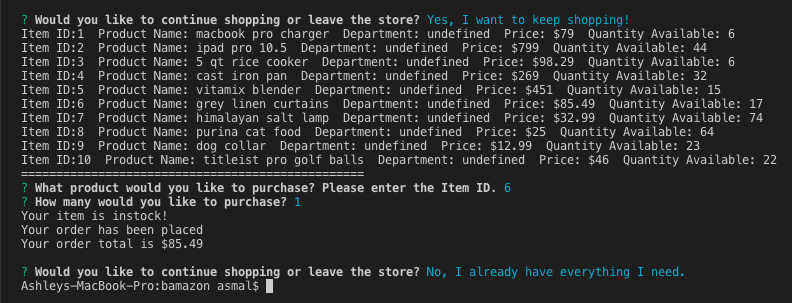 ? Would you like to continue shopping or leave the store? Yes, I want to keep shopping!
Item ID:1  Product Name: macbook pro charger  Department: undefined  Price: $79  Quantity Available: 6
Item ID:2  Product Name: ipad pro 10.5  Department: undefined  Price: $799  Quantity Available: 44
Item ID:3  Product Name: 5 qt rice cooker  Department: undefined  Price: $98.29  Quantity Available: 6
Item ID:4  Product Name: cast iron pan  Department: undefined  Price: $269  Quantity Available: 32
Item ID:5  Product Name: vitamix blender  Department: undefined  Price: $451  Quantity Available: 15
Item ID:6  Product Name: grey linen curtains  Department: undefined  Price: $85.49  Quantity Available: 17
Item ID:7  Product Name: himalayan salt lamp  Department: undefined  Price: $32.99  Quantity Available: 74
Item ID:8  Product Name: purina cat food  Department: undefined  Price: $25  Quantity Available: 64
Item ID:9  Product Name: dog collar  Department: undefined  Price: $12.99  Quantity Available: 23
Item ID:10  Product Name: titleist pro golf balls  Department: undefined  Price: $46  Quantity Available: 22
=================================================
? What product would you like to purchase? Please enter the Item ID. 6
? How many would you like to purchase? 1
Your item is instock!
Your order has been placed
Your order total is $85.49
? Would you like to continue shopping or leave the store? No, I already have everything I need.
Ashleys-MacBook-Pro:bamazon asmal$